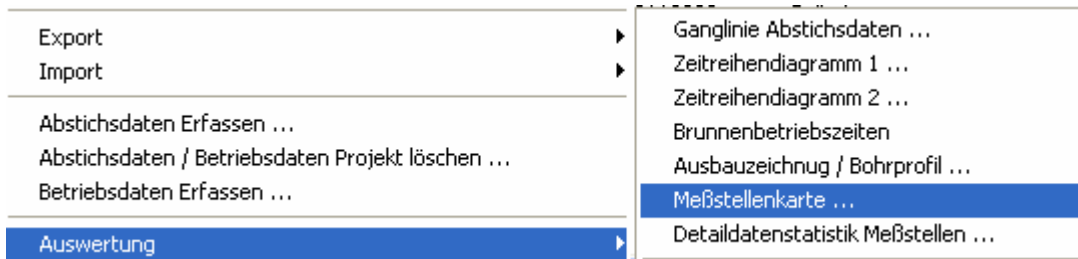 Export
Import
Abstichsdaten Erfassen ...
Abstichsdaten / Betriebsdaten Projekt löschen ...
Betriebsdaten Erfassen ...
Auswertung
Ganglinie Abstichsdaten ...
Zeitreihendiagramm 1 ...
Zeitreihendiagramm 2 ...
Brunnenbetriebszeiten
Ausbauzeichnug / Bohrprofil ...
Meßstellenkarte ...
Detaildatenstatistik Meßstellen ...